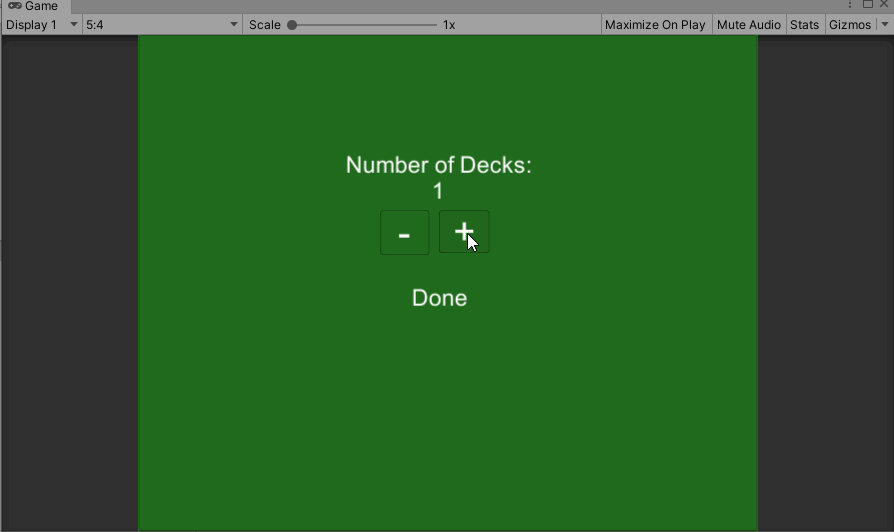 Game
Display 1 5:4 Scale 1x Maximize On Play Mute Audio Stats Gizmos
Number of Decks:
1
- +
Done